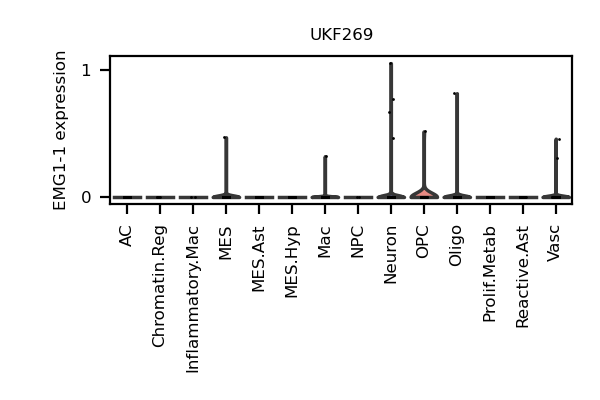 UKF269
EMG1-1 expression
1
0
AC
Chromatin.Reg
Inflammatory.Mac
MES
MES.Ast
MES.Hyp
Mac
NPC
Neuron
OPC
Oligo
Prolif.Metab
Reactive.Ast
Vasc